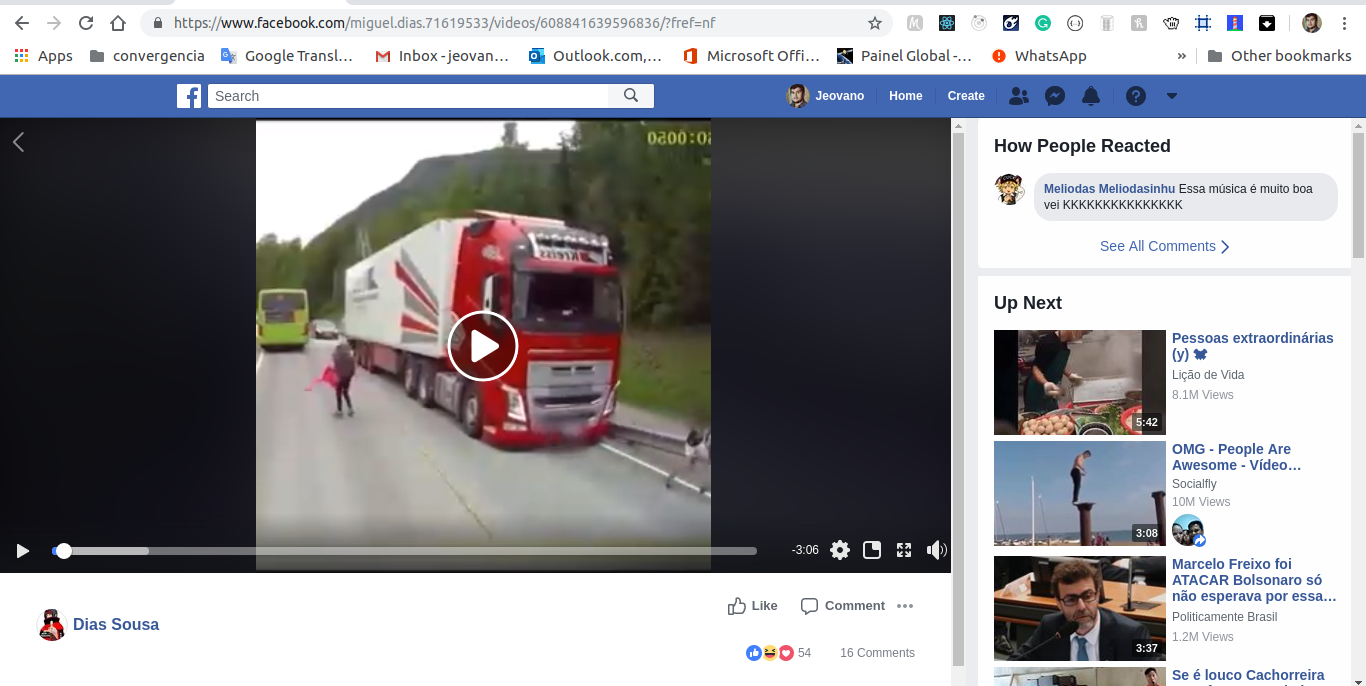 https://www.facebook.com/miguel.dias.71619533/videos/608841639596836/?fref=nf
Apps convergencia Google Transl… Inbox - jeovan… Outlook.com,… Microsoft Offi… Painel Global -… WhatsApp » Other bookmarks
Search Jeovano Home Create
Kreiss
-3:06
Dias Sousa
Like Comment
54 16 Comments
How People Reacted
Meliodas Meliodasinhu Essa música é muito boa
vei KKKKKKKKKKKKKKK
See All Comments
Up Next
Pessoas extraordinárias
(y)
Lição de Vida
8.1M Views
5:42
OMG - People Are
Awesome - Vídeo…
Socialfly
10M Views
3:08
Marcelo Freixo foi
ATACAR Bolsonaro só
não esperava por essa…
Politicamente Brasil
1.2M Views
3:37
Se é louco Cachorreira